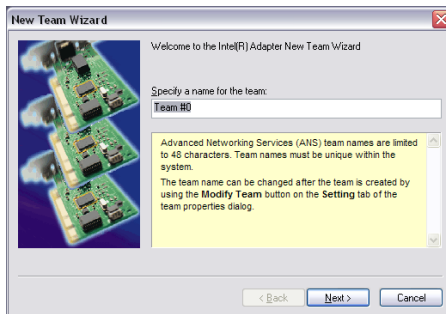 New Team Wizard
Welcome to the Intel(R) Adapter New Team Wizard
Specify a name for the team:
Team #0
Advanced Networking Services (ANS) team names are limited
to 48 characters. Team names must be unique within the
system.
The team name can be changed after the team is created by
using the Modify Team button on the Setting tab of the
team properties dialog.
< Back
Next >
Cancel